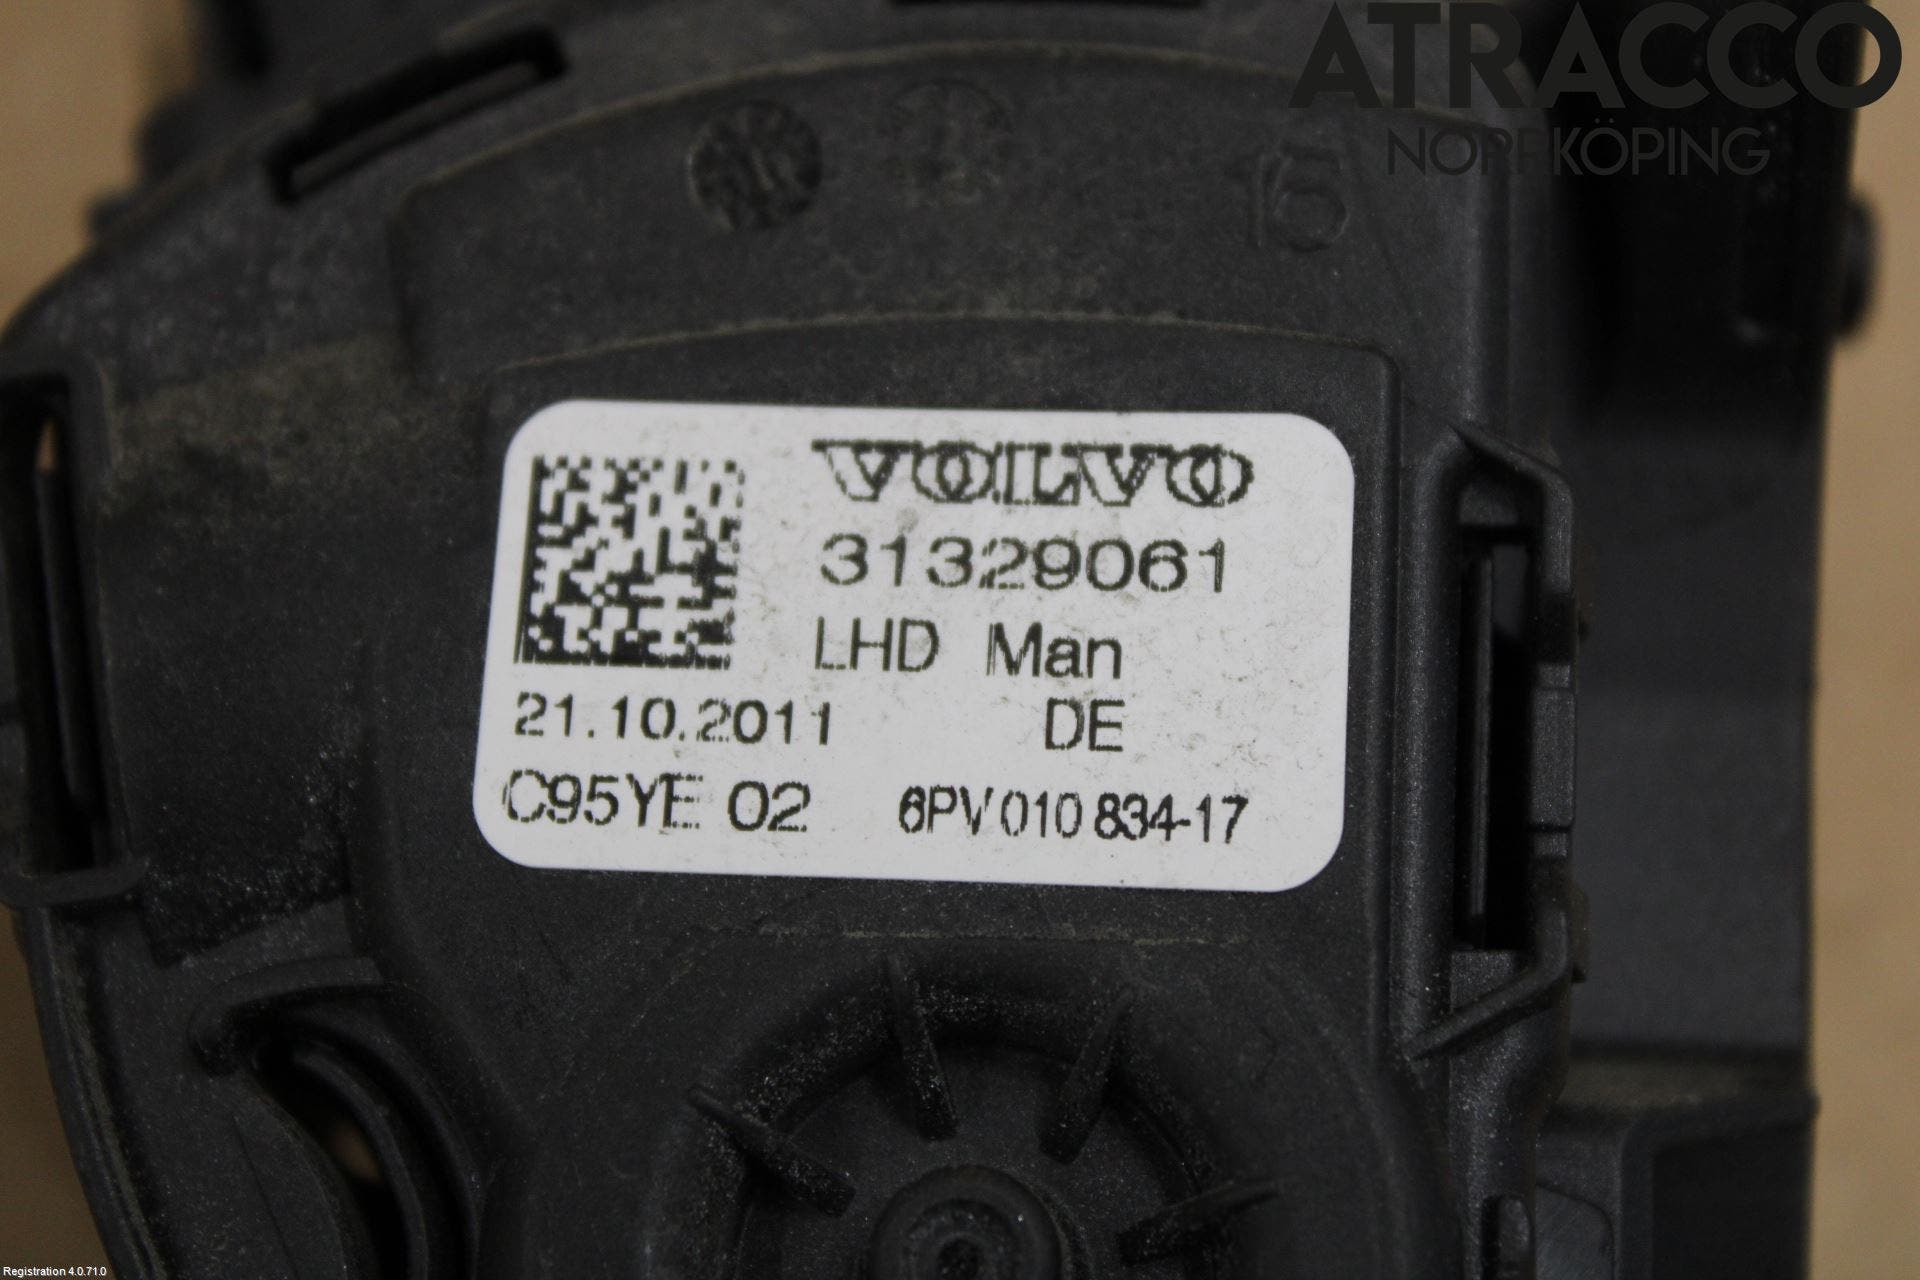 ATRACCO
NORRKÖPING
15
VOLVO
31329061
LHD Man
21.10.2011 DE
C95YE 02 6PV 010 834-17
Registration 4.0.71.0